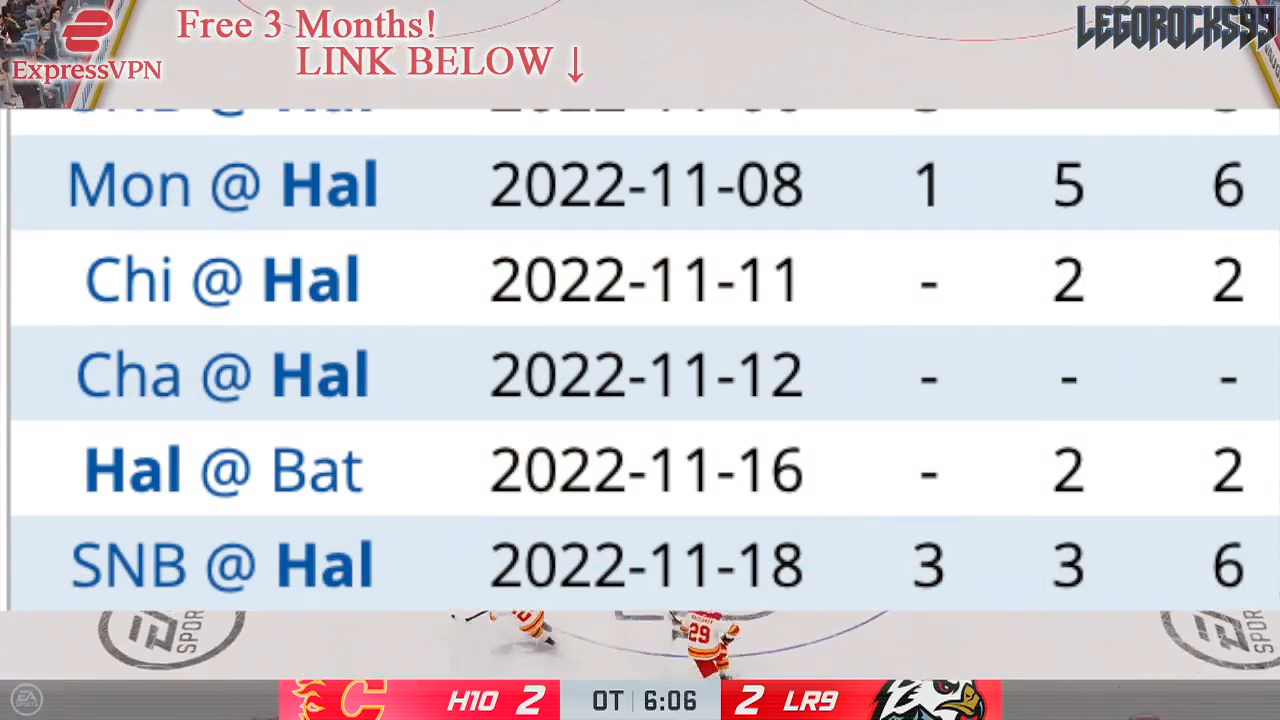 Free 3 Months!
LEGOROCKS99
ExpressVPN
LINK BELOW ↓
Mon @ Hal 2022-11-08 1 5 6
Chi @ Hal 2022-11-11 - 2 2
Cha @ Hal 2022-11-12 - - -
Hal @ Bat 2022-11-16 - 2 2
SNB @ Hal 2022-11-18 3 3 6
29
H10 2 OT 6:06 2 LR9